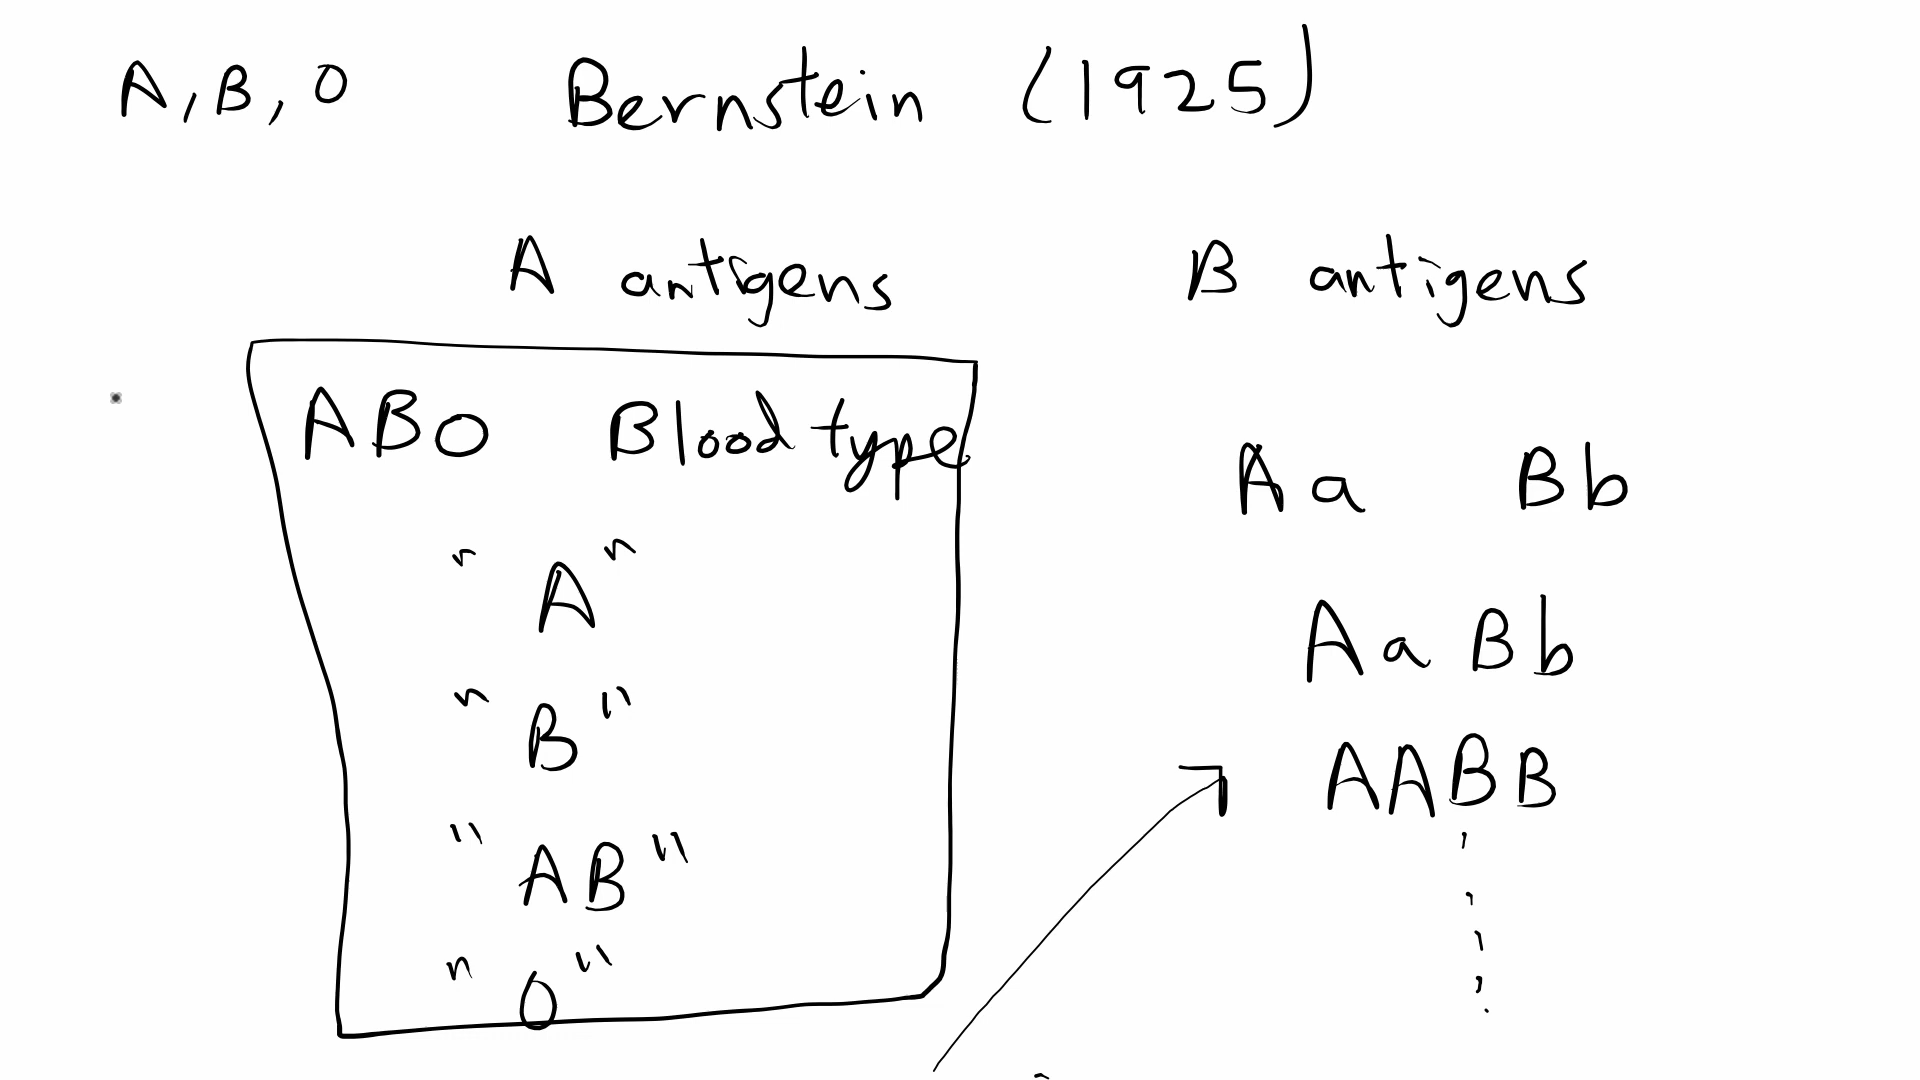 A, B, O Bernstein (1925)
A antigens B antigens
ABO Blood type
Aa Bb
"A"
AaBb
"B"
AABB
"AB"
"O"